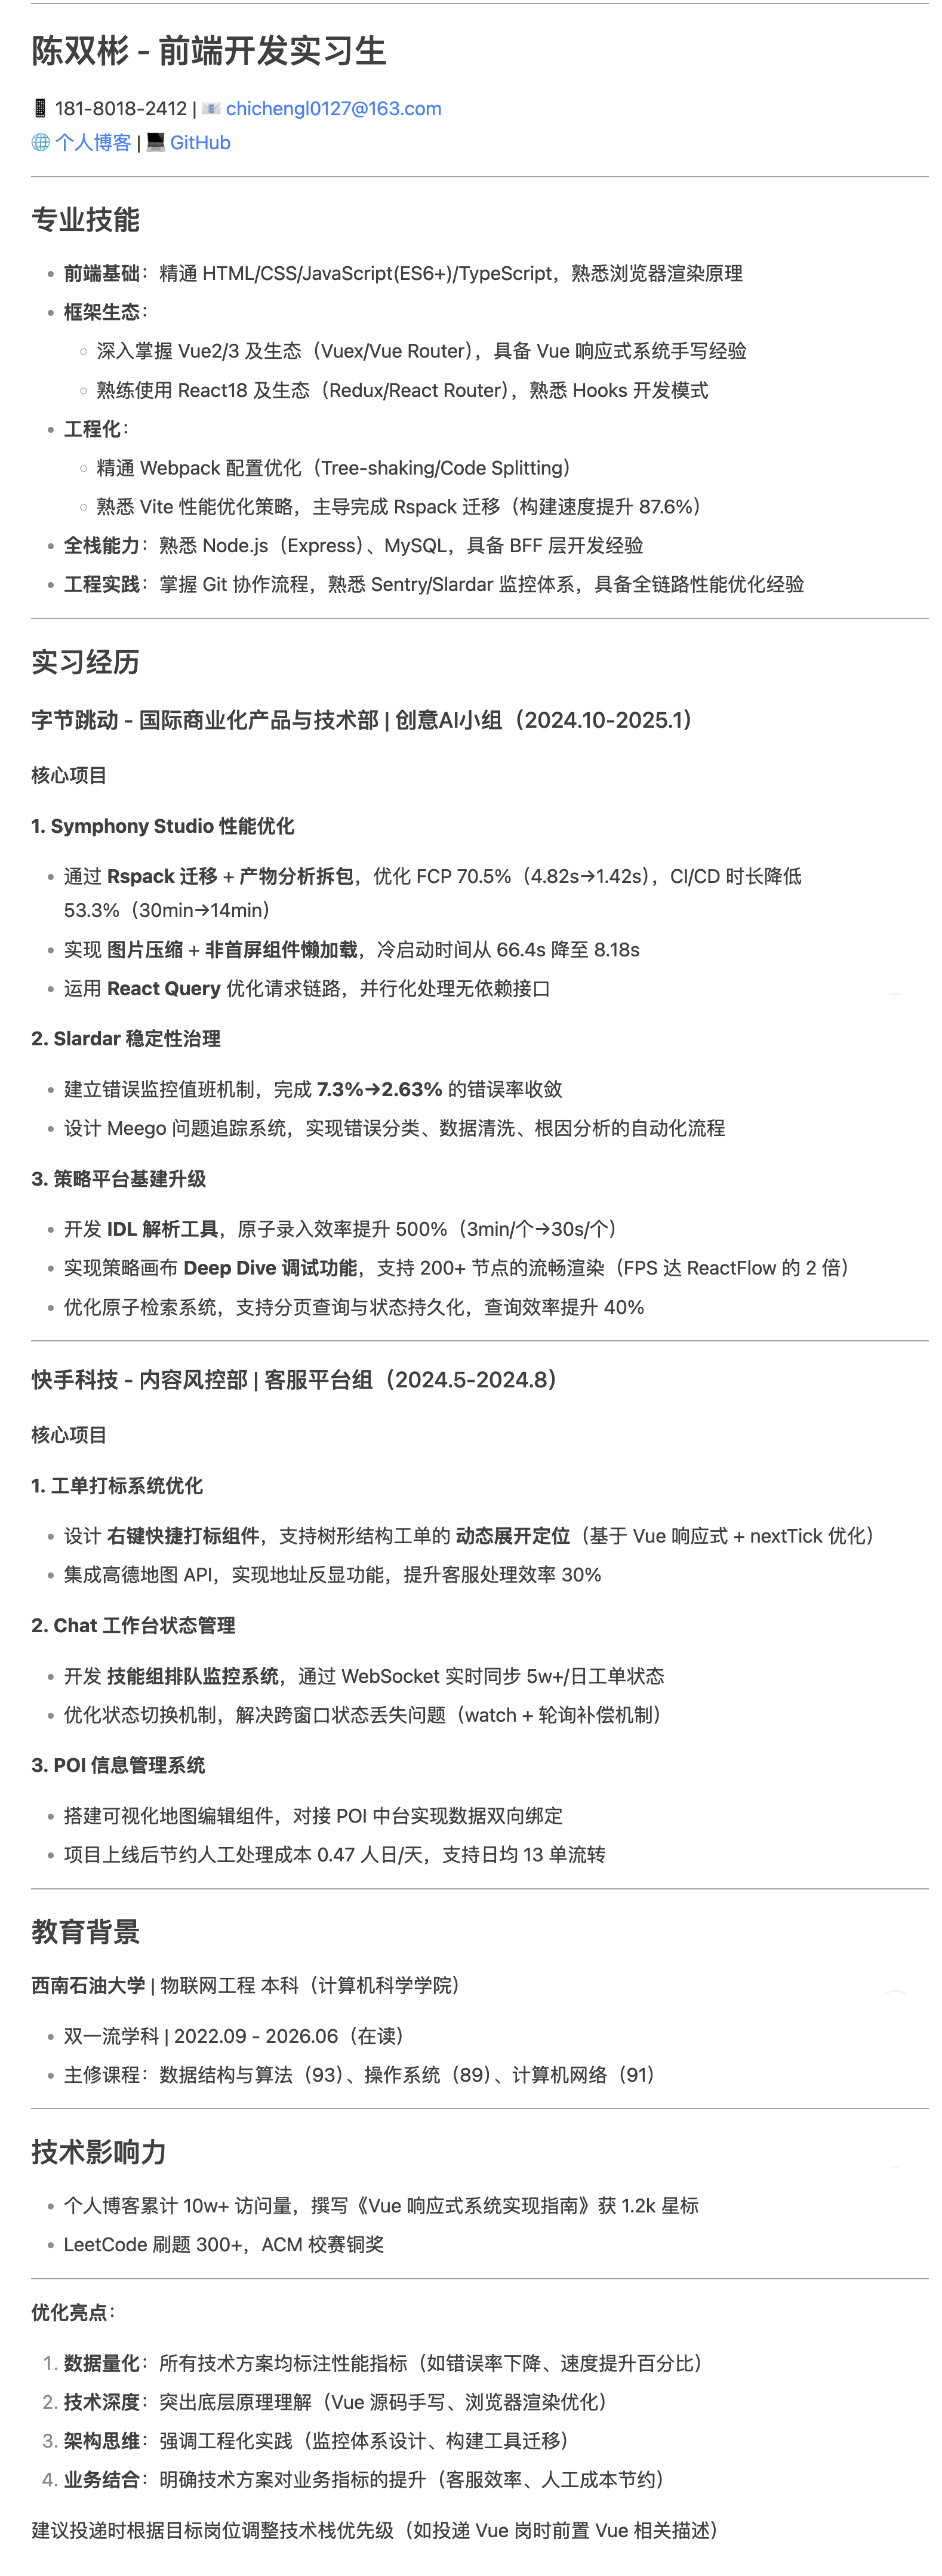 陈双彬 - 前端开发实习生
📱 181-8018-2412 | 📧 chichengl0127@163.com
🌐 个人博客 | 💻 GitHub
专业技能
• 前端基础：精通 HTML/CSS/JavaScript(ES6+)/TypeScript，熟悉浏览器渲染原理
• 框架生态：
◦ 深入掌握 Vue2/3 及生态（Vuex/Vue Router），具备 Vue 响应式系统手写经验
◦ 熟练使用 React18 及生态（Redux/React Router），熟悉 Hooks 开发模式
• 工程化：
◦ 精通 Webpack 配置优化（Tree-shaking/Code Splitting）
◦ 熟悉 Vite 性能优化策略，主导完成 Rspack 迁移（构建速度提升 87.6%）
• 全栈能力：熟悉 Node.js（Express）、MySQL，具备 BFF 层开发经验
• 工程实践：掌握 Git 协作流程，熟悉 Sentry/Slardar 监控体系，具备全链路性能优化经验
实习经历
字节跳动 - 国际商业化产品与技术部 | 创意AI小组（2024.10-2025.1）
核心项目
1. Symphony Studio 性能优化
• 通过 Rspack 迁移 + 产物分析拆包，优化 FCP 70.5%（4.82s→1.42s），CI/CD 时长降低
53.3%（30min→14min）
• 实现 图片压缩 + 非首屏组件懒加载，冷启动时间从 66.4s 降至 8.18s
• 运用 React Query 优化请求链路，并行化处理无依赖接口
2. Slardar 稳定性治理
• 建立错误监控值班机制，完成 7.3%→2.63% 的错误率收敛
• 设计 Meego 问题追踪系统，实现错误分类、数据清洗、根因分析的自动化流程
3. 策略平台基建升级
• 开发 IDL 解析工具，原子录入效率提升 500%（3min/个→30s/个）
• 实现策略画布 Deep Dive 调试功能，支持 200+ 节点的流畅渲染（FPS 达 ReactFlow 的 2 倍）
• 优化原子检索系统，支持分页查询与状态持久化，查询效率提升 40%
快手科技 - 内容风控部 | 客服平台组（2024.5-2024.8）
核心项目
1. 工单打标系统优化
• 设计 右键快捷打标组件，支持树形结构工单的 动态展开定位（基于 Vue 响应式 + nextTick 优化）
• 集成高德地图 API，实现地址反显功能，提升客服处理效率 30%
2. Chat 工作台状态管理
• 开发 技能组排队监控系统，通过 WebSocket 实时同步 5w+/日工单状态
• 优化状态切换机制，解决跨窗口状态丢失问题（watch + 轮询补偿机制）
3. POI 信息管理系统
• 搭建可视化地图编辑组件，对接 POI 中台实现数据双向绑定
• 项目上线后节约人工处理成本 0.47 人日/天，支持日均 13 单流转
教育背景
西南石油大学 | 物联网工程 本科（计算机科学学院）
• 双一流学科 | 2022.09 - 2026.06（在读）
• 主修课程：数据结构与算法（93）、操作系统（89）、计算机网络（91）
技术影响力
• 个人博客累计 10w+ 访问量，撰写《Vue 响应式系统实现指南》获 1.2k 星标
• LeetCode 刷题 300+，ACM 校赛铜奖
优化亮点：
1. 数据量化：所有技术方案均标注性能指标（如错误率下降、速度提升百分比）
2. 技术深度：突出底层原理理解（Vue 源码手写、浏览器渲染优化）
3. 架构思维：强调工程化实践（监控体系设计、构建工具迁移）
4. 业务结合：明确技术方案对业务指标的提升（客服效率、人工成本节约）
建议投递时根据目标岗位调整技术栈优先级（如投递 Vue 岗时前置 Vue 相关描述）